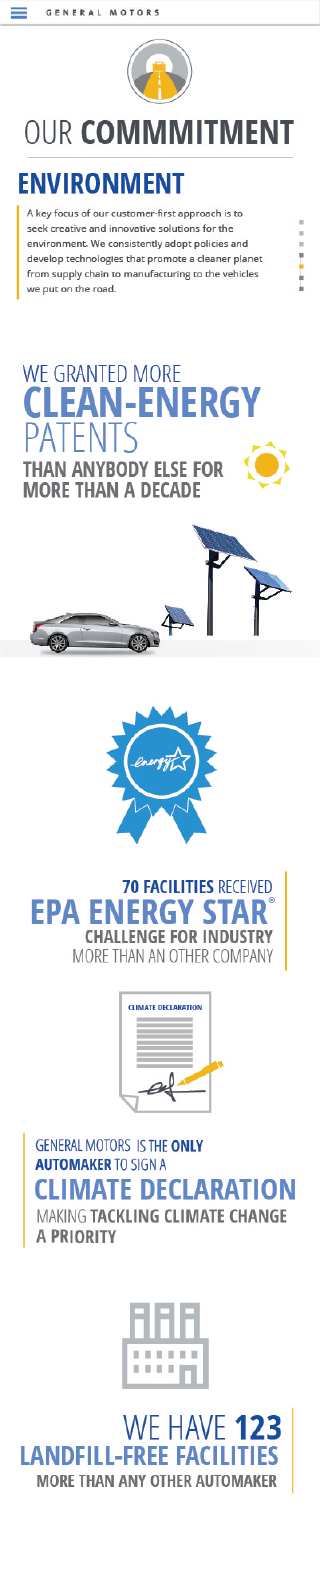 GENERAL MOTORS
OUR COMMMITMENT
ENVIRONMENT
A key focus of our customer-first approach is to
seek creative and innovative solutions for the
environment. We consistently adopt policies and
develop technologies that promote a cleaner planet
from supply chain to manufacturing to the vehicles
we put on the road.
WE GRANTED MORE
CLEAN-ENERGY
PATENTS
THAN ANYBODY ELSE FOR
MORE THAN A DECADE
energy
70 FACILITIES RECEIVED
EPA ENERGY STAR®
CHALLENGE FOR INDUSTRY
MORE THAN AN OTHER COMPANY
CLIMATE DECLARATION
GENERAL MOTORS IS THE ONLY
AUTOMAKER TO SIGN A
CLIMATE DECLARATION
MAKING TACKLING CLIMATE CHANGE
A PRIORITY
WE HAVE 123
LANDFILL-FREE FACILITIES
MORE THAN ANY OTHER AUTOMAKER